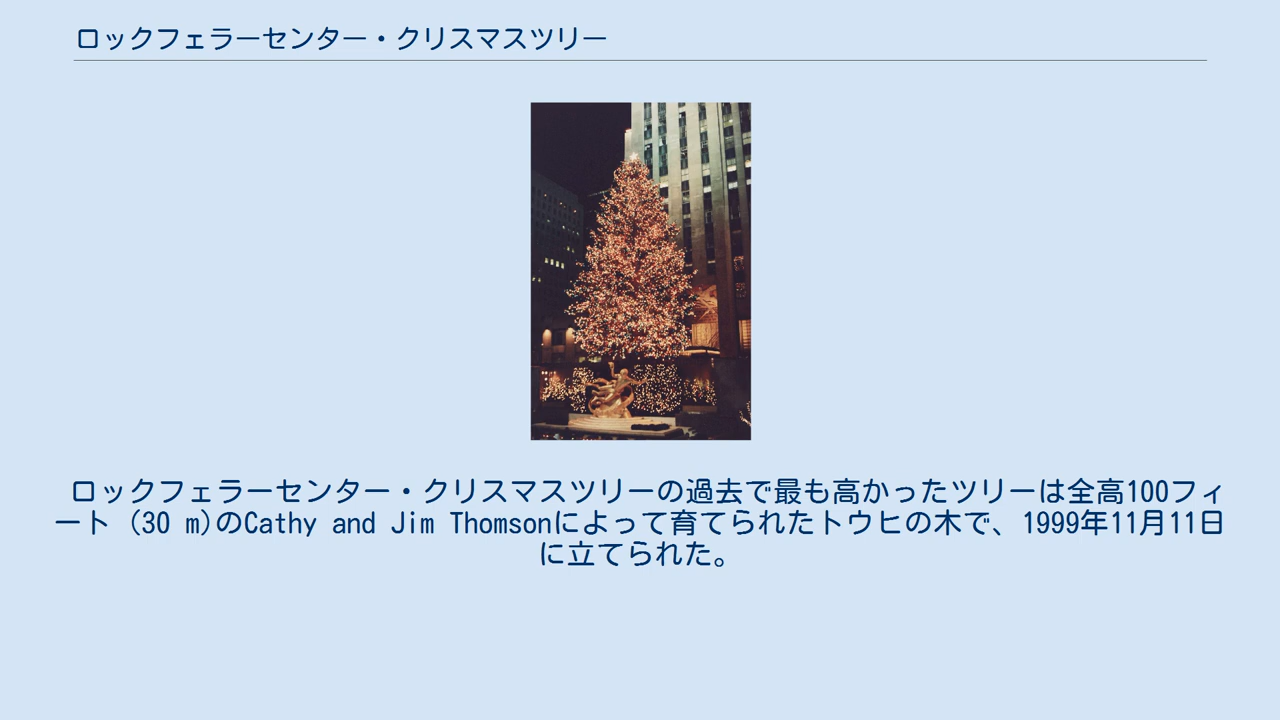 ロックフェラーセンター・クリスマスツリー
ロックフェラーセンター・クリスマスツリーの過去で最も高かったツリーは全高100フィ
ート (30 m)のCathy and Jim Thomsonによって育てられたトウヒの木で、1999年11月11日
に立てられた。